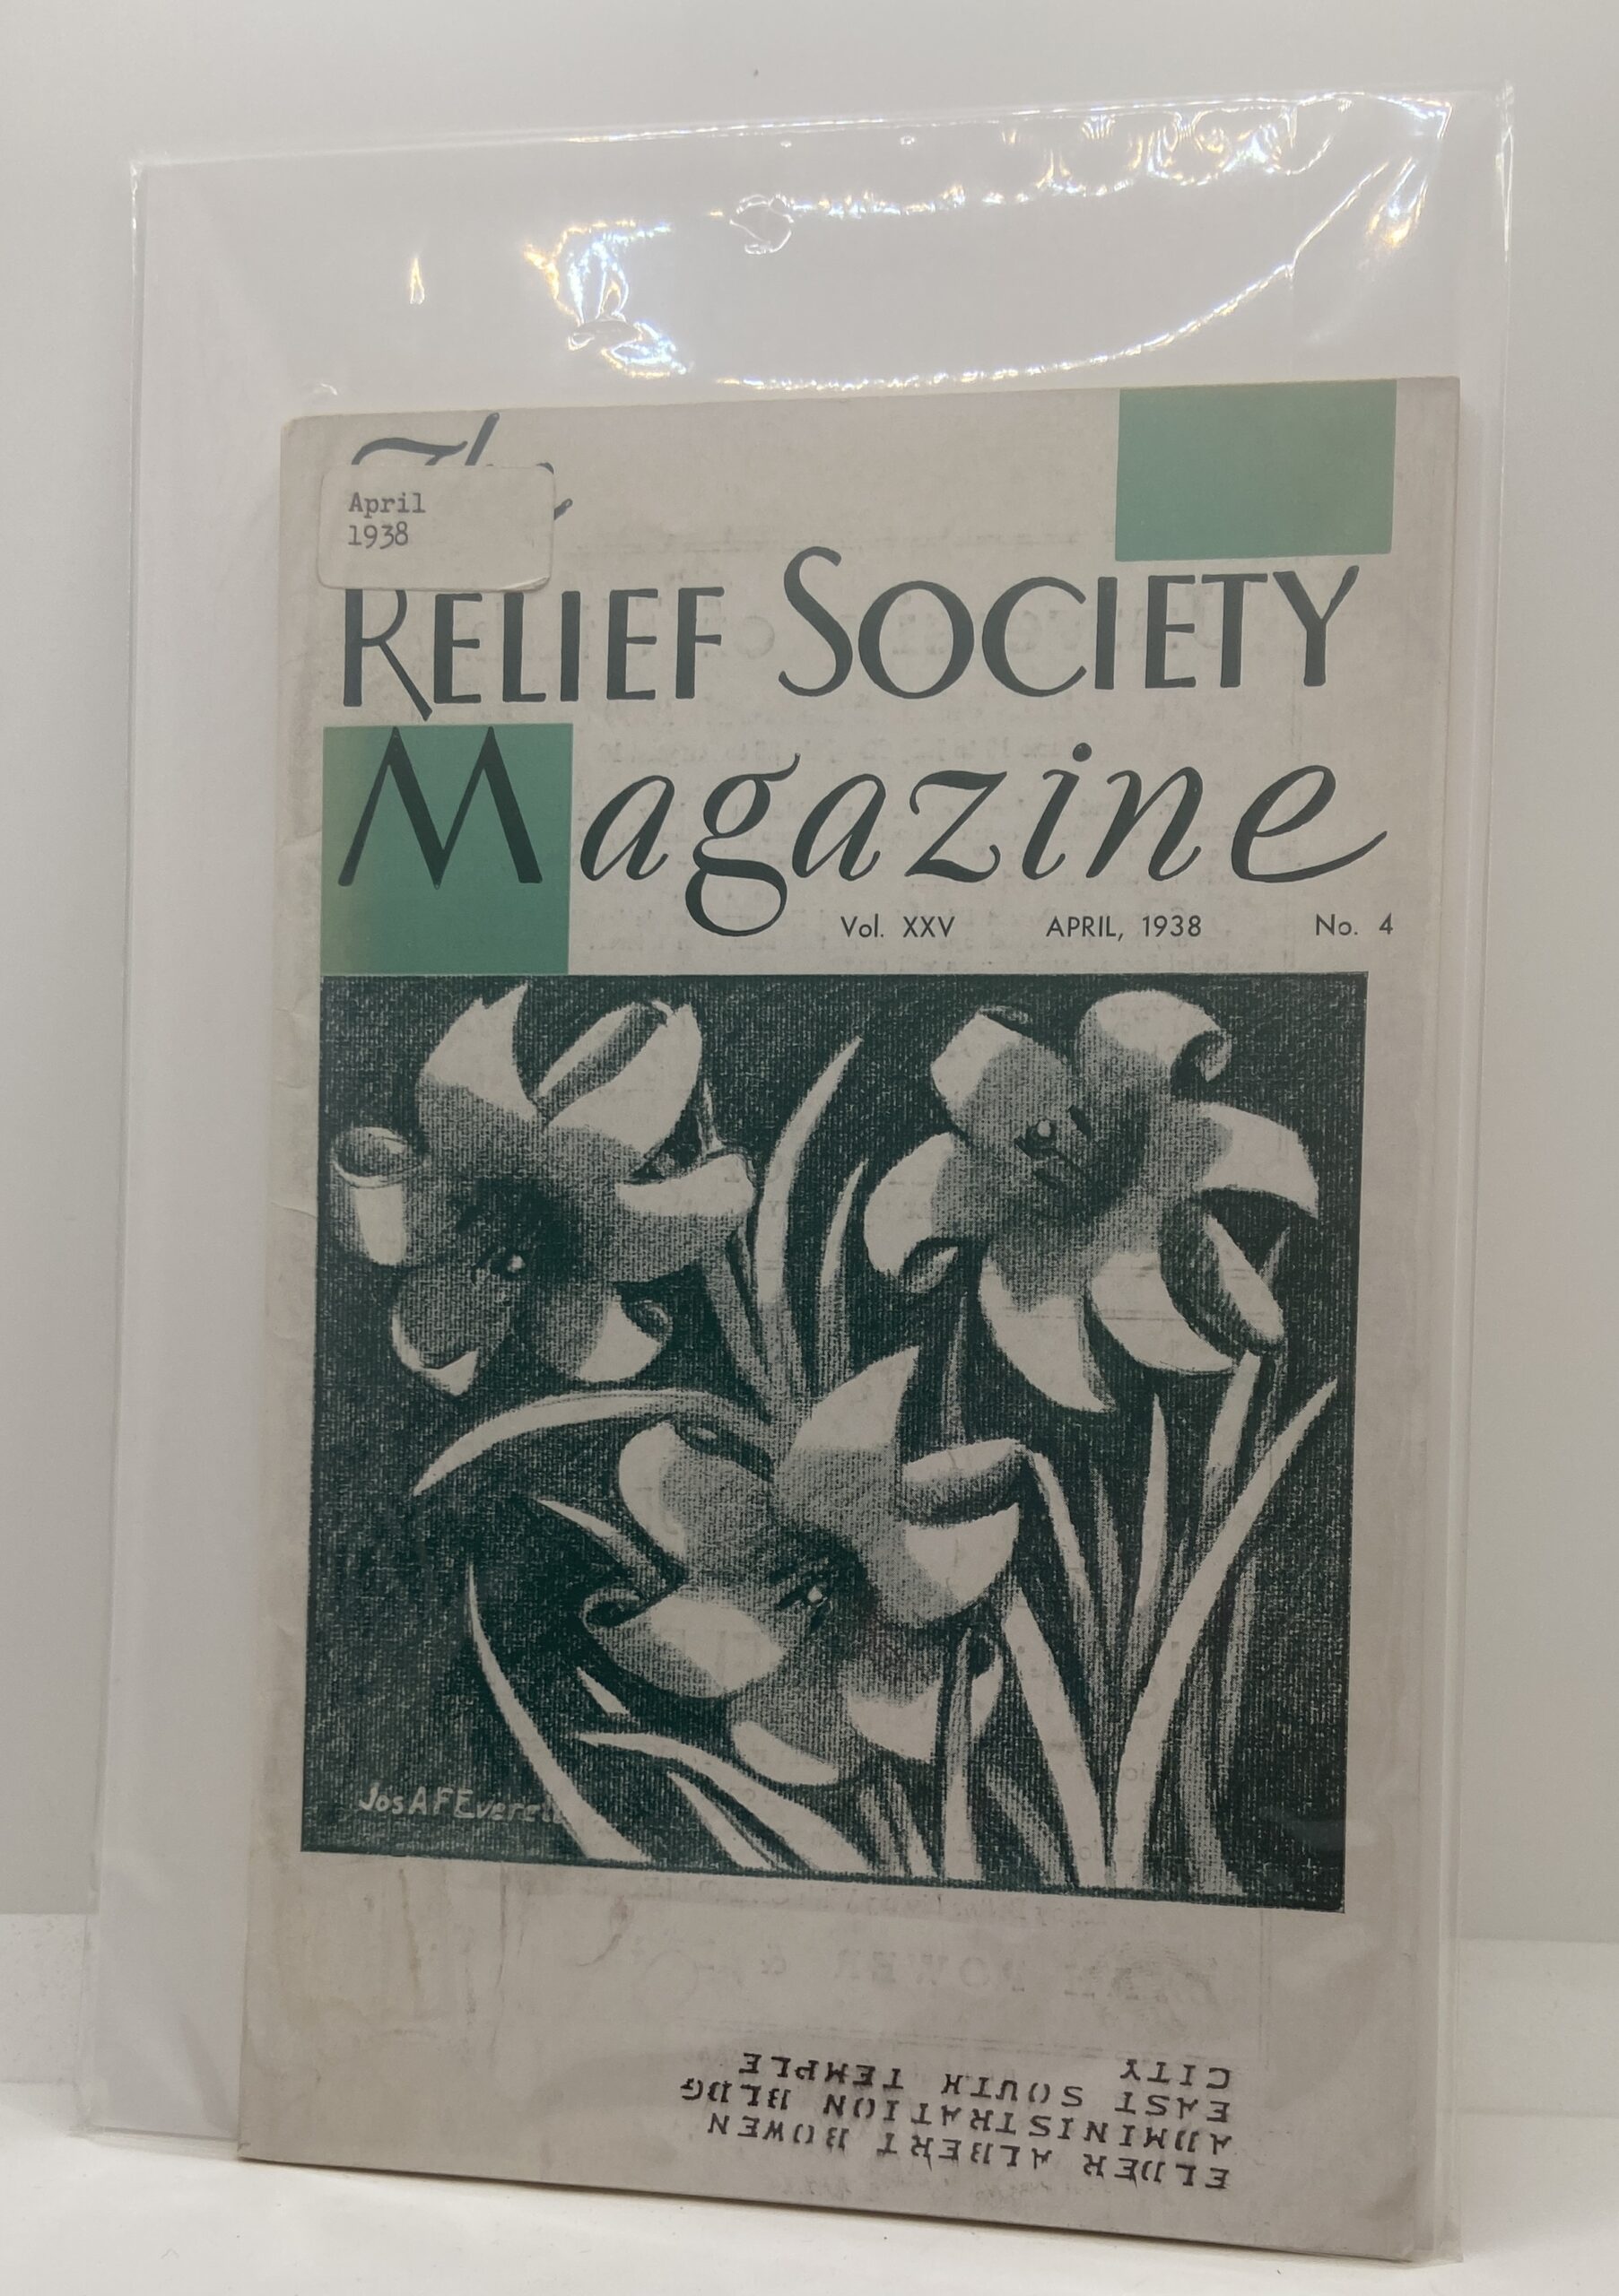 The
April
1938
RELIEF SOCIETY
Magazine
Vol. XXV APRIL, 1938 No. 4
Jos A F Everett
ELDER ALBERT BOWEN
ADMINISTRATION BLDG
EAST SOUTH TEMPLE
CITY